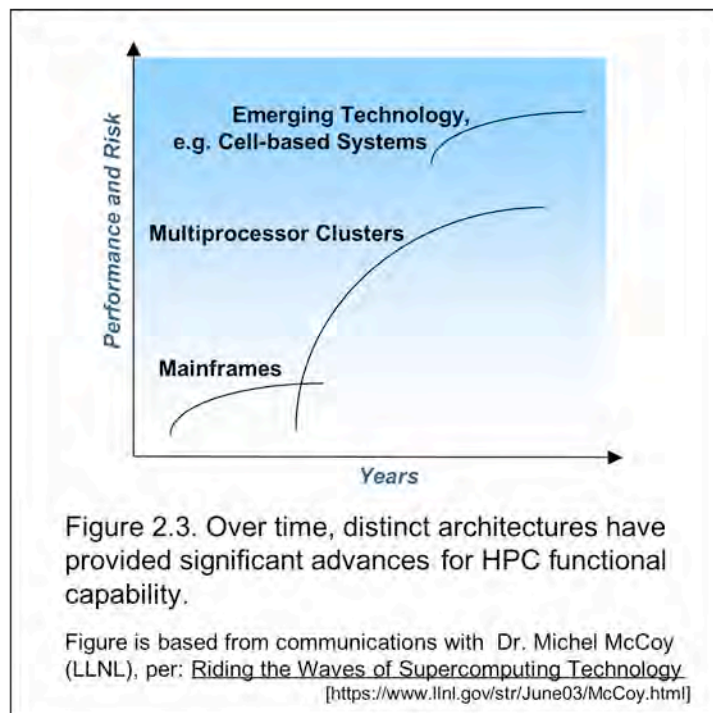 Performance and Risk
Emerging Technology,
e.g. Cell-based Systems
Multiprocessor Clusters
Mainframes
Years
Figure 2.3. Over time, distinct architectures have
provided significant advances for HPC functional
capability.
Figure is based from communications with Dr. Michel McCoy
(LLNL), per: Riding the Waves of Supercomputing Technology
[https://www.llnl.gov/str/June03/McCoy.html]